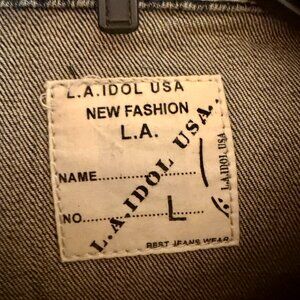 L.A.IDOL USA
NEW FASHION
L.A.
NAME....................
NO.................... L
L.A.IDOL USA.
L.A.IDOL USA
BEST JEANS WEAR